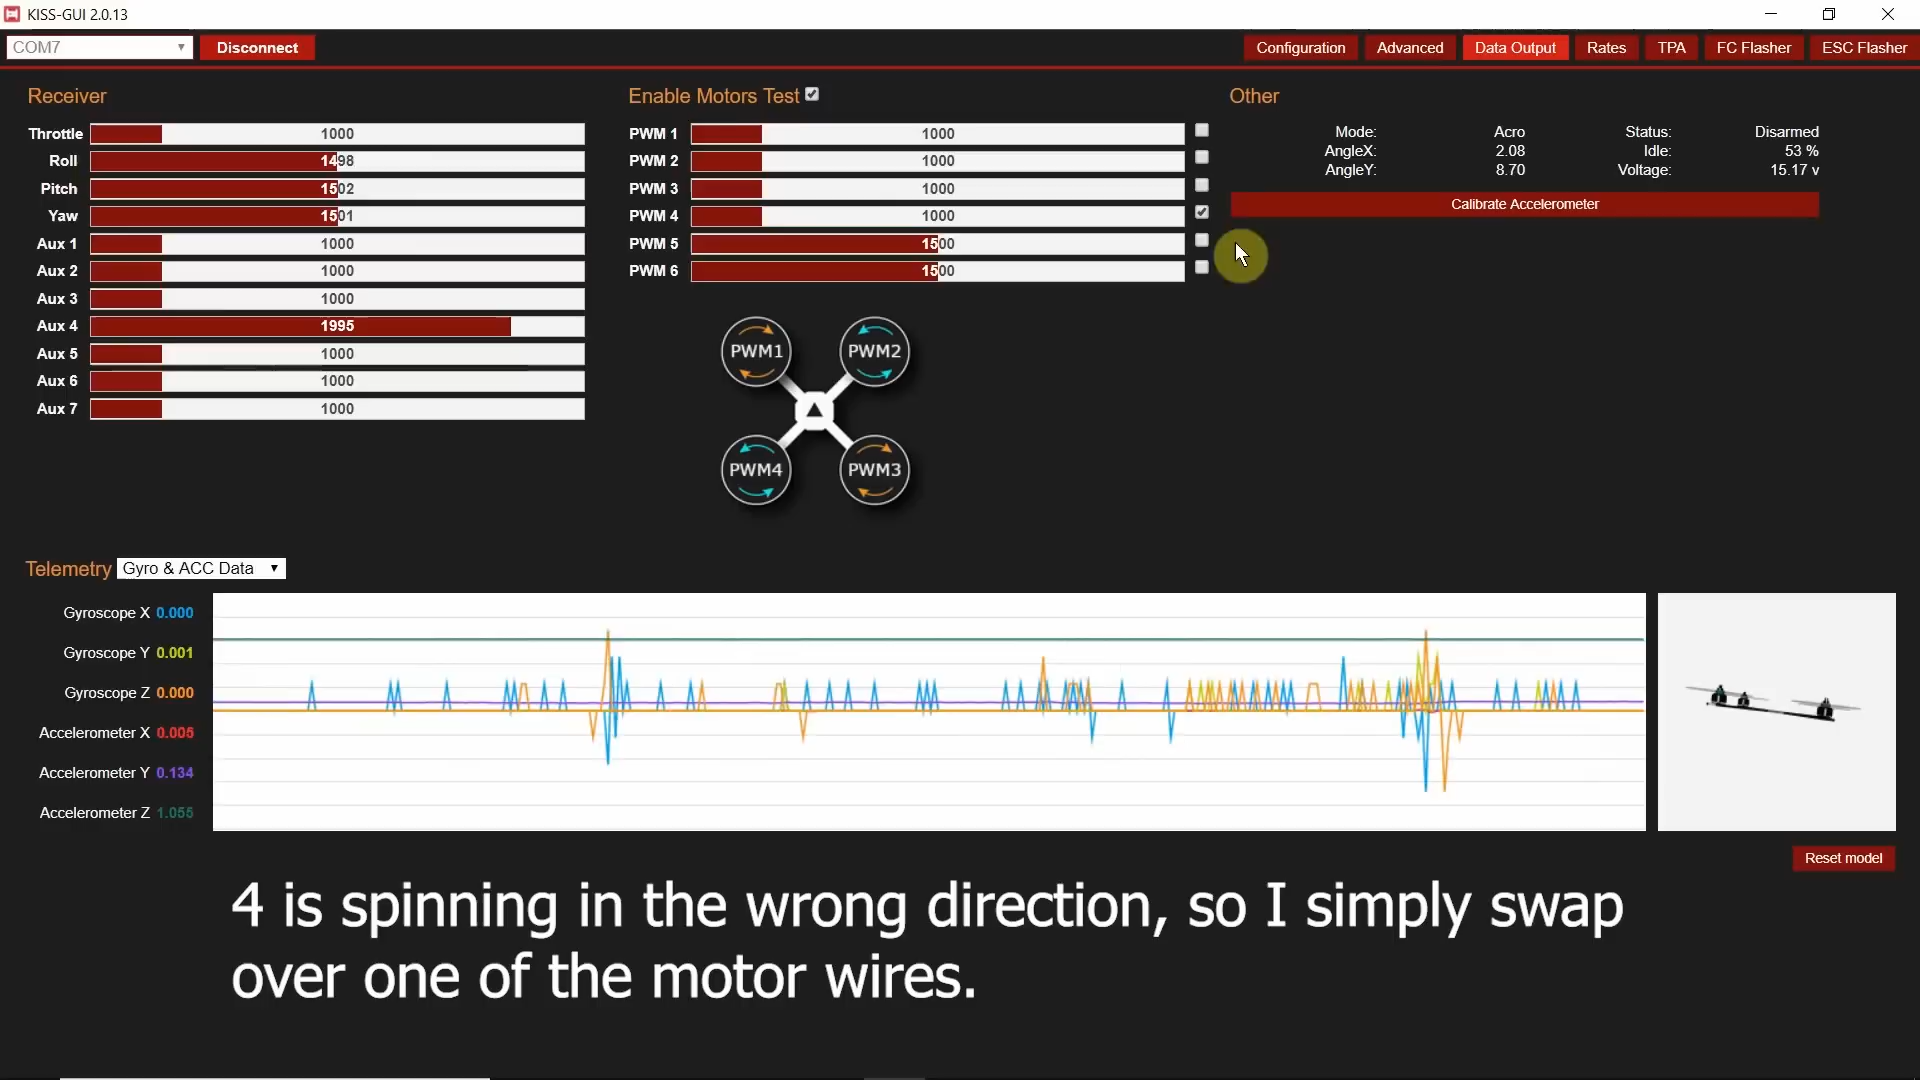 KISS-GUI 2.0.13
COM7 Disconnect Configuration Advanced Data Output Rates TPA FC Flasher ESC Flasher
Receiver
Throttle 1000
Roll 1498
Pitch 1502
Yaw 1501
Aux 1 1000
Aux 2 1000
Aux 3 1000
Aux 4 1995
Aux 5 1000
Aux 6 1000
Aux 7 1000
Enable Motors Test
PWM 1 1000
PWM 2 1000
PWM 3 1000
PWM 4 1000
PWM 5 1500
PWM 6 1500
PWM1 PWM2
PWM4 PWM3
Other
Mode: Acro Status: Disarmed
AngleX: 2.08 Idle: 53 %
AngleY: 8.70 Voltage: 15.17 v
Calibrate Accelerometer
Telemetry Gyro & ACC Data
Gyroscope X 0.000
Gyroscope Y 0.001
Gyroscope Z 0.000
Accelerometer X 0.005
Accelerometer Y 0.134
Accelerometer Z 1.055
Reset model
4 is spinning in the wrong direction, so I simply swap
over one of the motor wires.